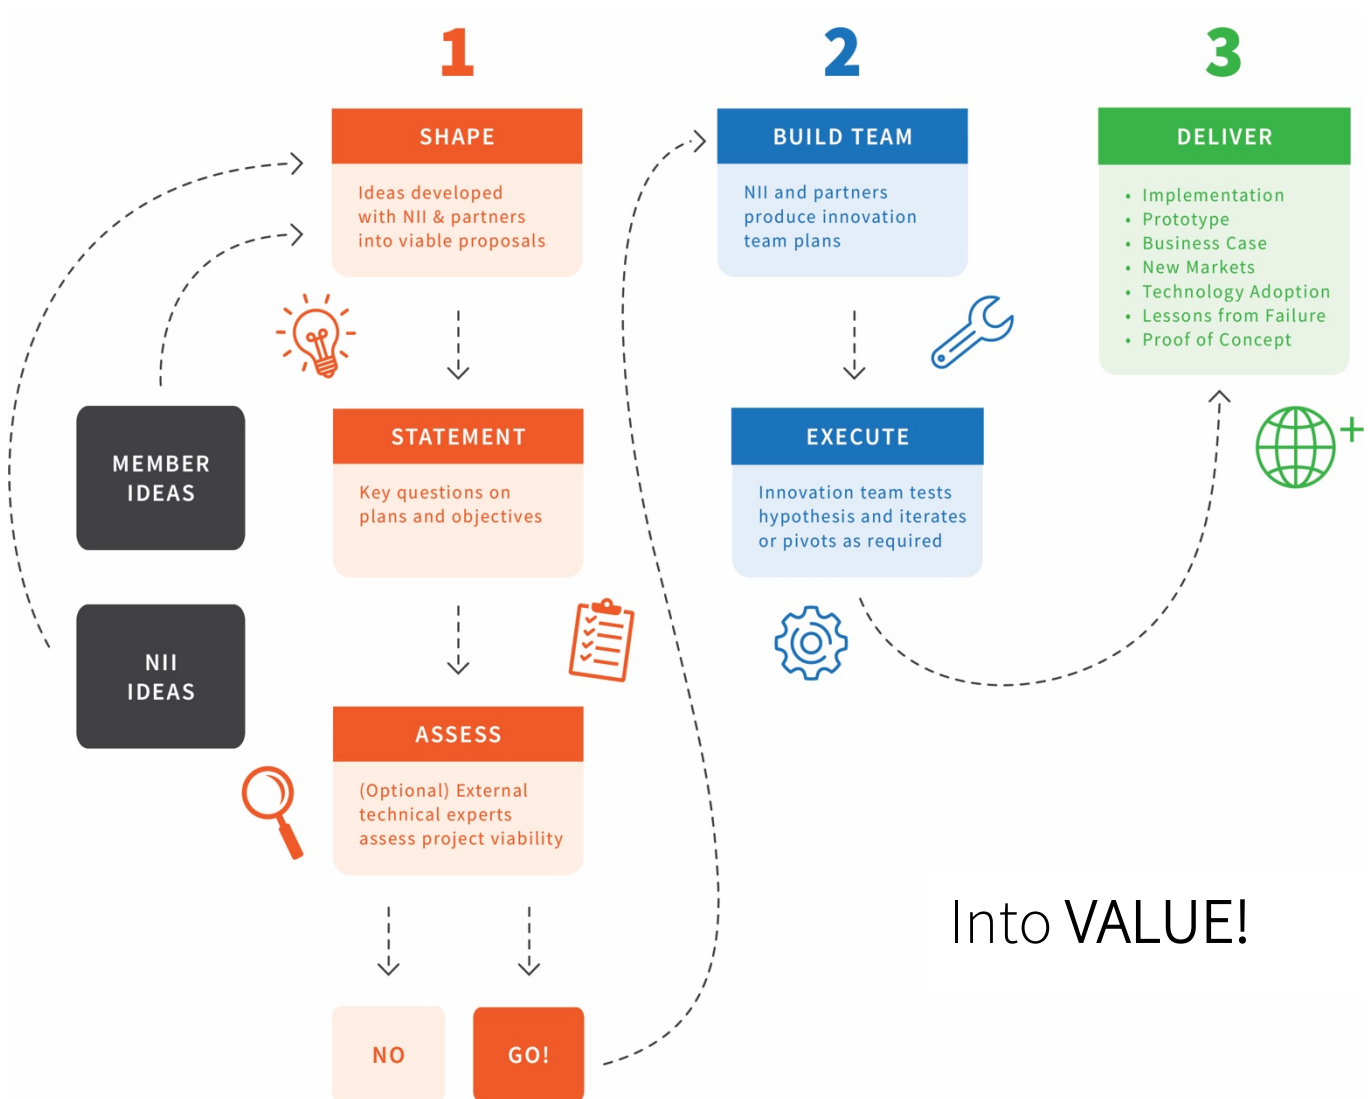 1
SHAPE
Ideas developed
with NII & partners
into viable proposals
MEMBER
IDEAS
NII
IDEAS
STATEMENT
Key questions on
plans and objectives
ASSESS
(Optional) External
technical experts
assess project viability
NO
GO!
2
BUILD TEAM
NII and partners
produce innovation
team plans
EXECUTE
Innovation team tests
hypothesis and iterates
or pivots as required
3
DELIVER
• Implementation
• Prototype
• Business Case
• New Markets
• Technology Adoption
• Lessons from Failure
• Proof of Concept
Into VALUE!